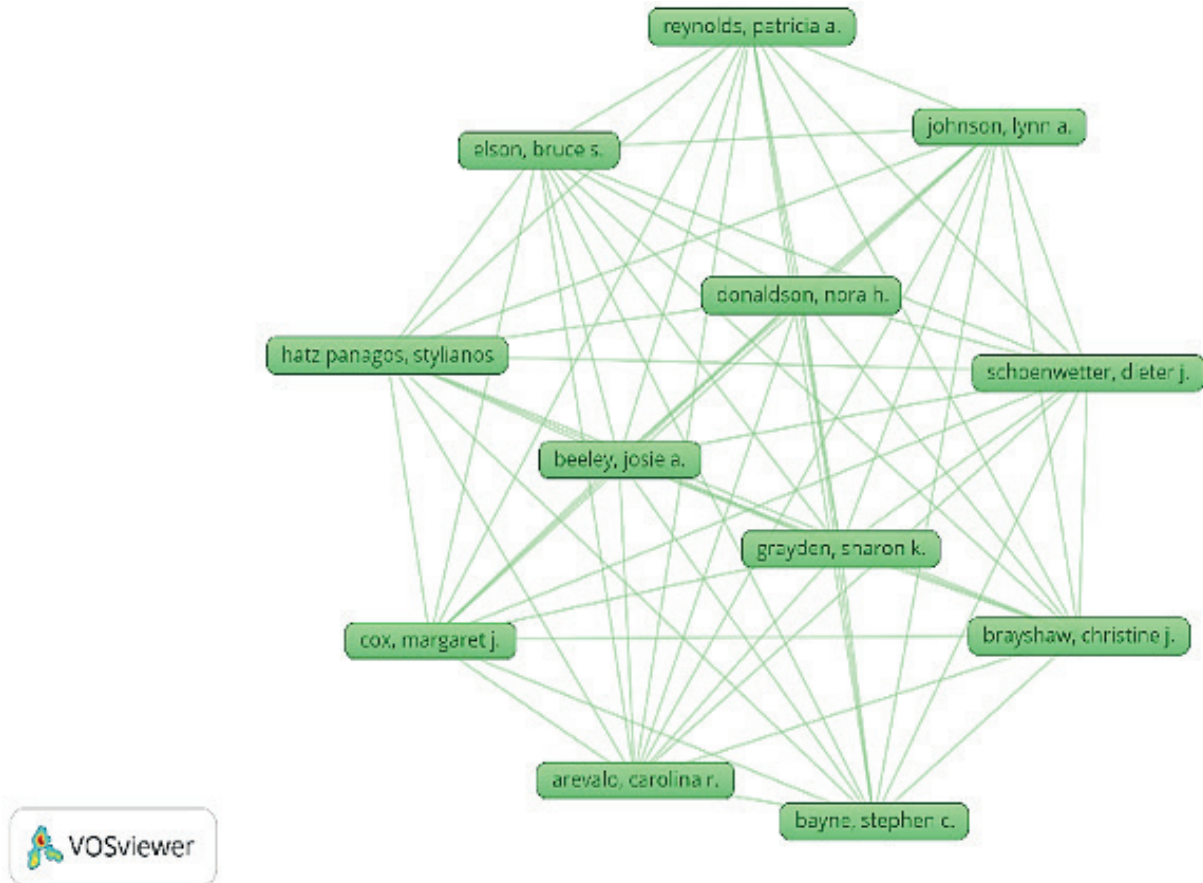 reynolds, patricia a.
johnson, lynn a.
elson, bruce s.
donaldson, nora h.
hatz panagos, stylianos
schoenwetter, dieter j.
beeley, josie a.
grayden, sharon k.
cox, margaret j.
brayshaw, christine j.
arevalo, carolina r.
bayne, stephen c.
VOSviewer